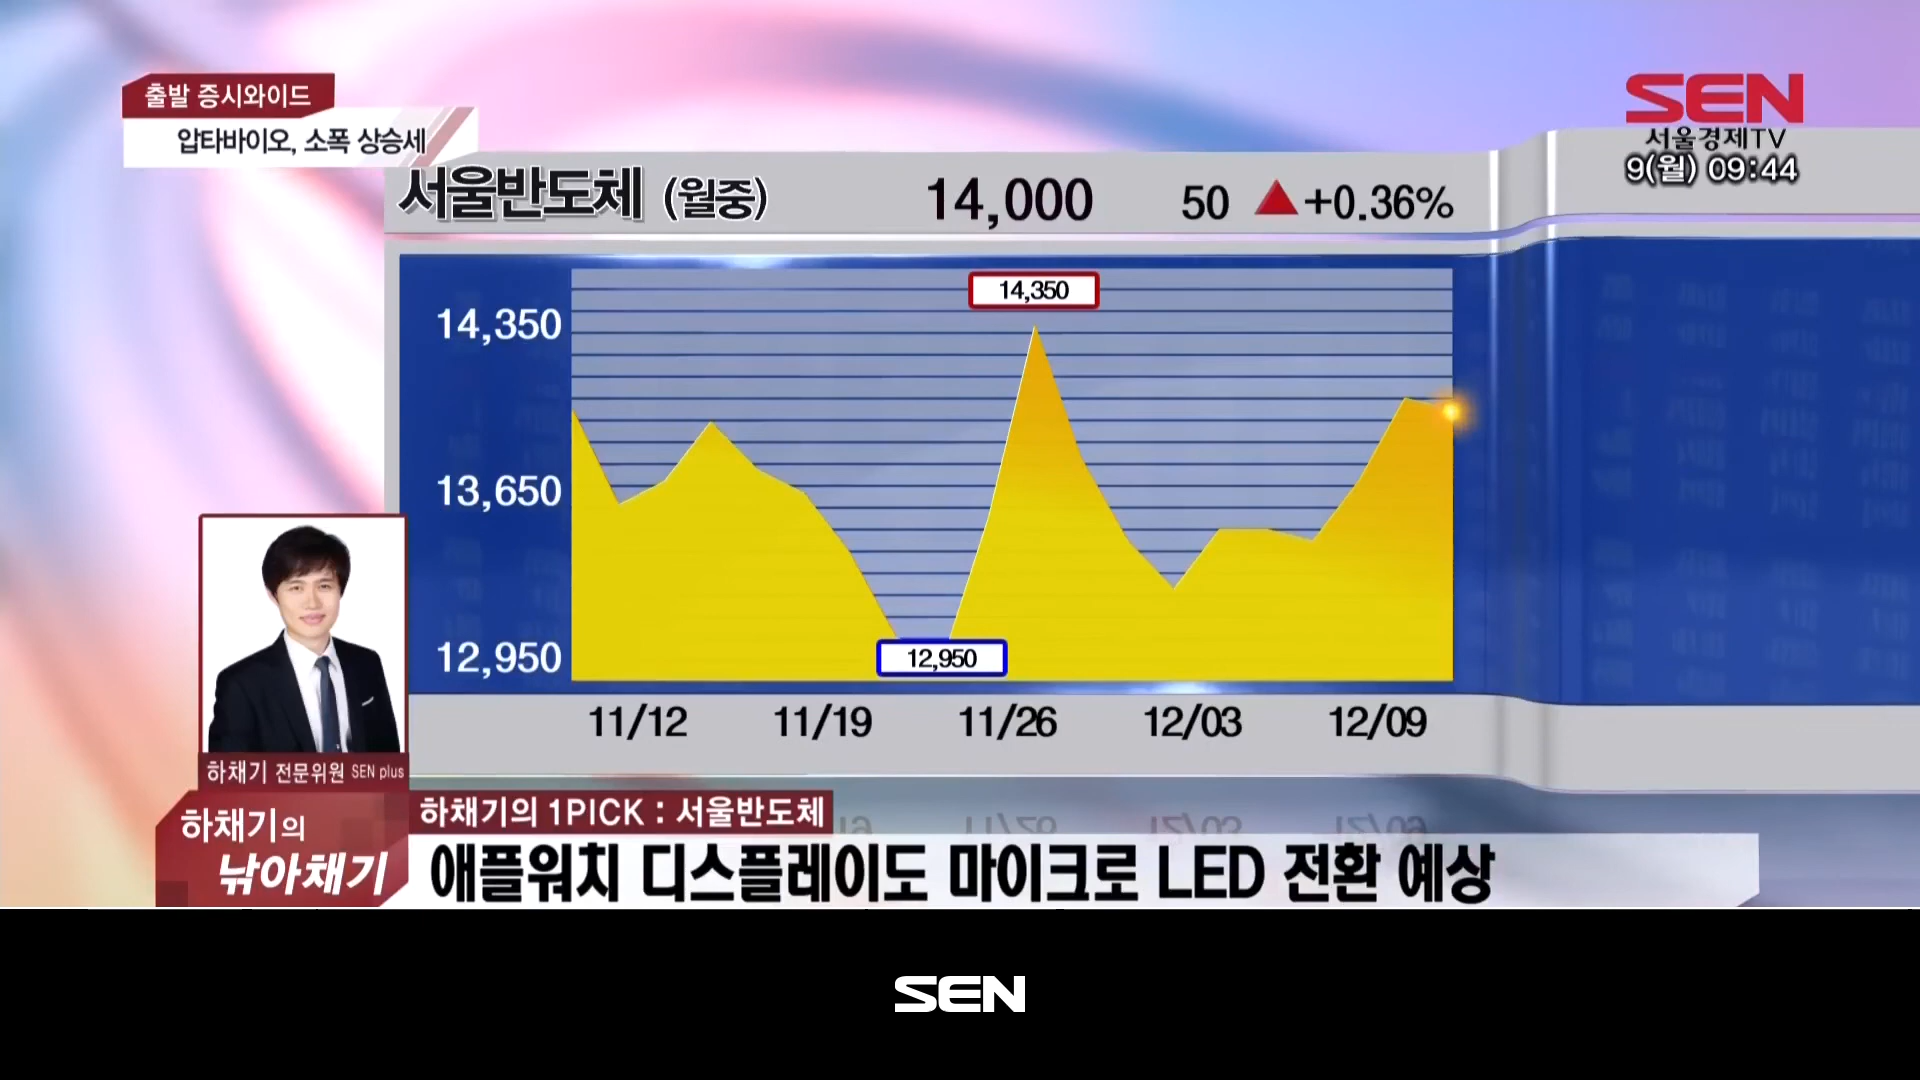 출발 증시와이드
압타바이오, 소폭 상승세
SEN
서울경제TV
9(월) 09:44
서울반도체 (월중) 14,000 50 ▲+0.36%
14,350
14,350
13,650
12,950
12,950
11/12 11/19 11/26 12/03 12/09
하채기 전문위원 SEN plus
하채기의
낚아채기
하채기의 1PICK : 서울반도체
애플워치 디스플레이도 마이크로 LED 전환 예상
SEN